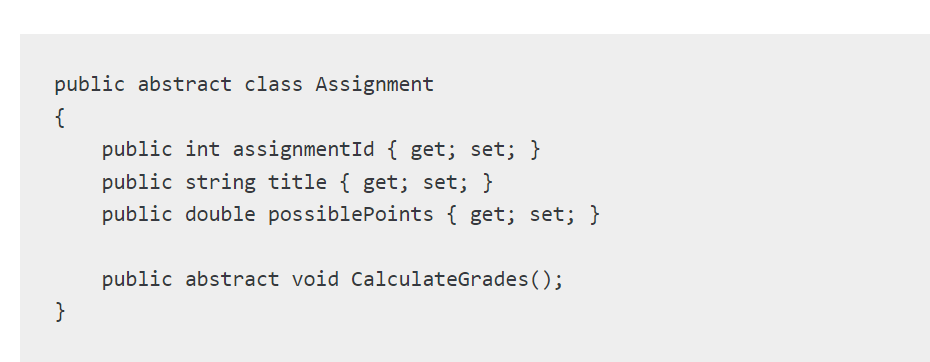 public abstract class Assignment
{
    public int assignmentId { get; set; }
    public string title { get; set; }
    public double possiblePoints { get; set; }

    public abstract void CalculateGrades();
}